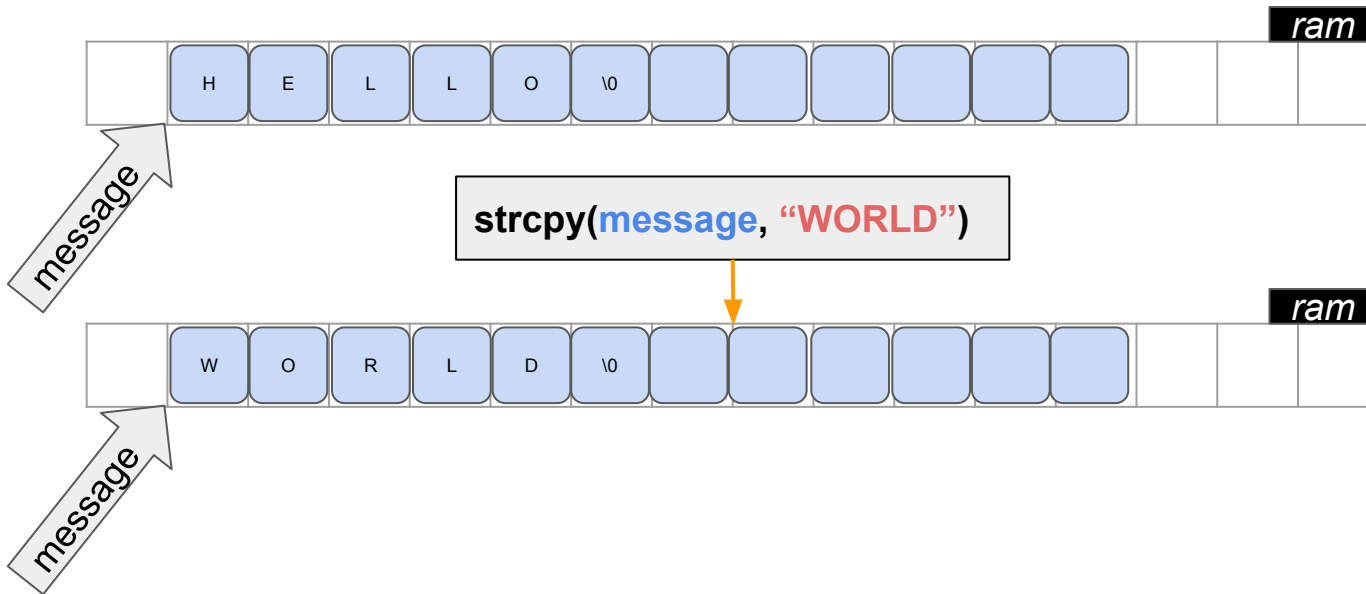 ram
H E L L O \0
message
strcpy(message, “WORLD”)
ram
W O R L D \0
message